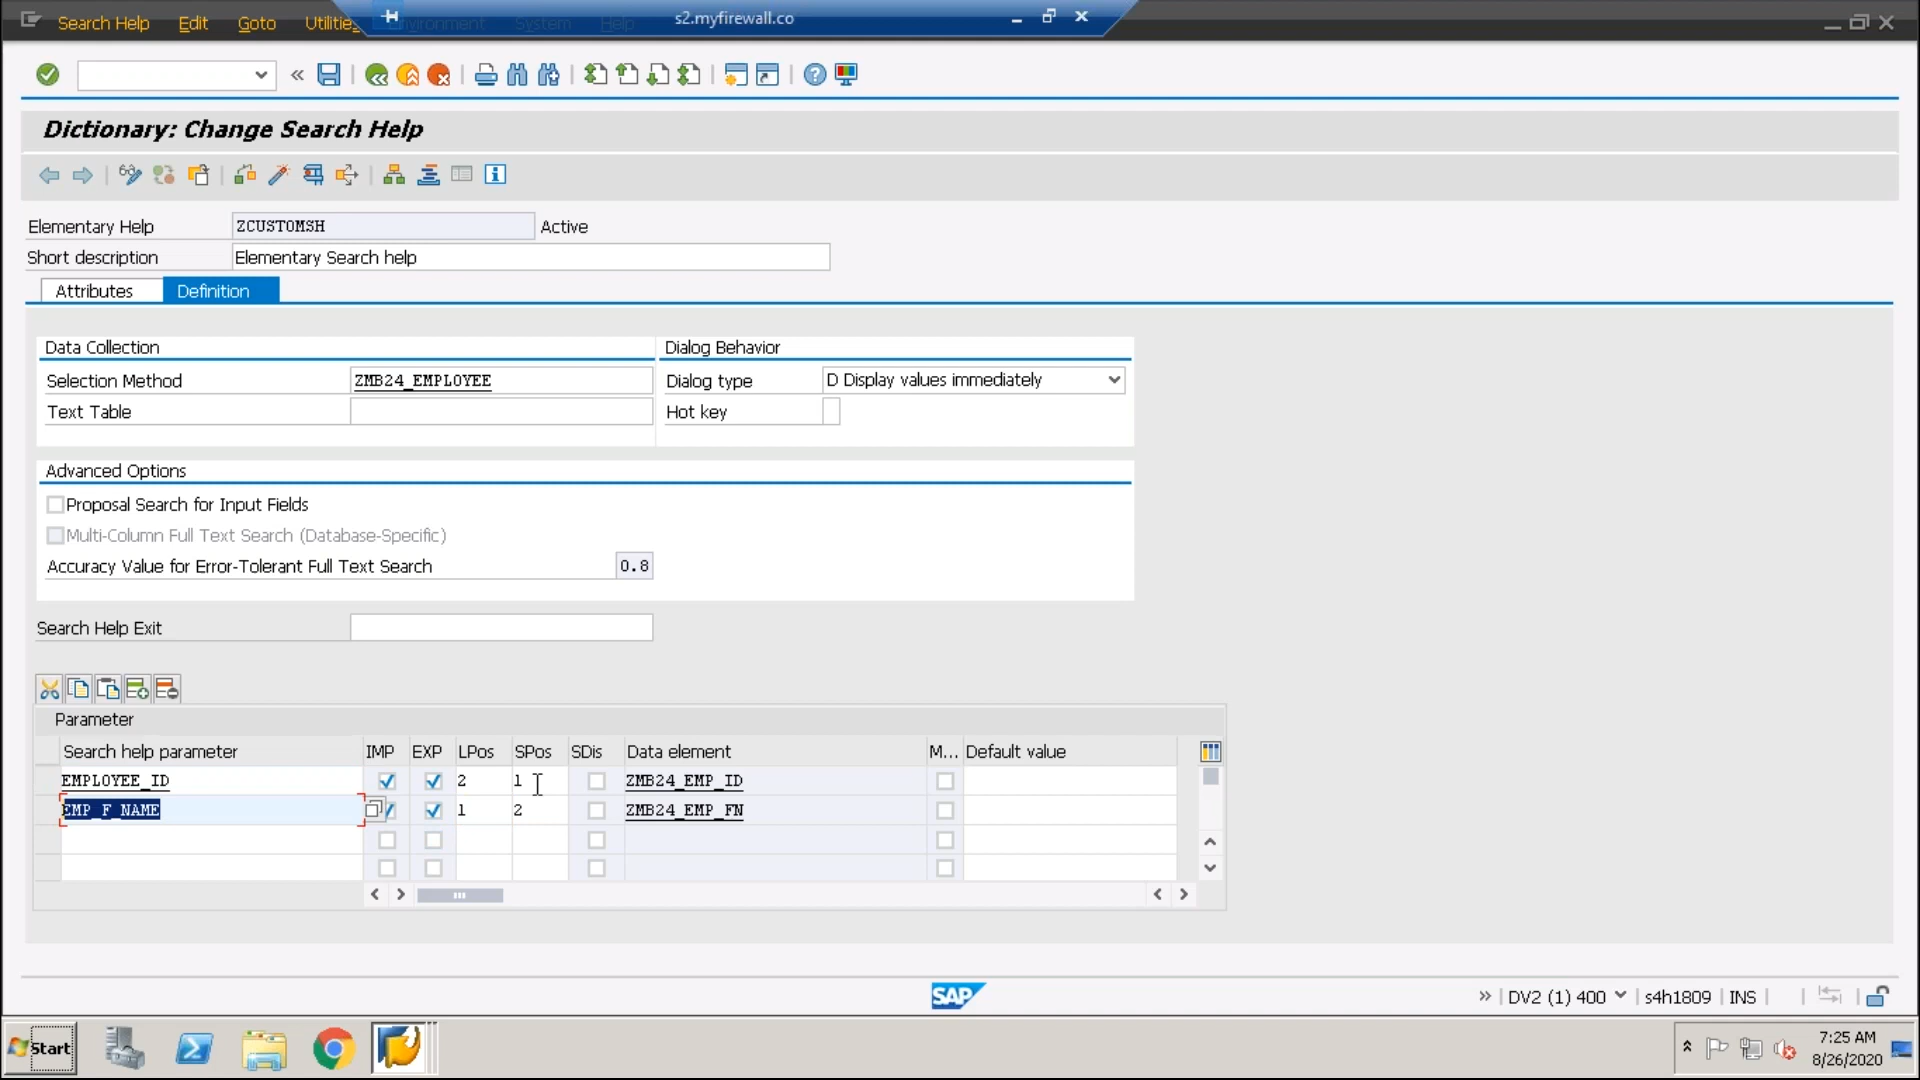 Search Help Edit Goto Utilities Environment System Help
s2.myfirewall.co
Dictionary: Change Search Help
Elementary Help ZCUSTOMSH Active
Short description Elementary Search help
Attributes Definition
Data Collection Dialog Behavior
Selection Method ZMB24_EMPLOYEE Dialog type D Display values immediately
Text Table Hot key
Advanced Options
Proposal Search for Input Fields
Multi-Column Full Text Search (Database-Specific)
Accuracy Value for Error-Tolerant Full Text Search 0.8
Search Help Exit
Parameter
Search help parameter IMP EXP LPos SPos SDis Data element M... Default value
EMPLOYEE_ID 2 1 ZMB24_EMP_ID
EMP_F_NAME 1 2 ZMB24_EMP_FN
SAP DV2 (1) 400 s4h1809 INS
Start
7:25 AM
8/26/2020